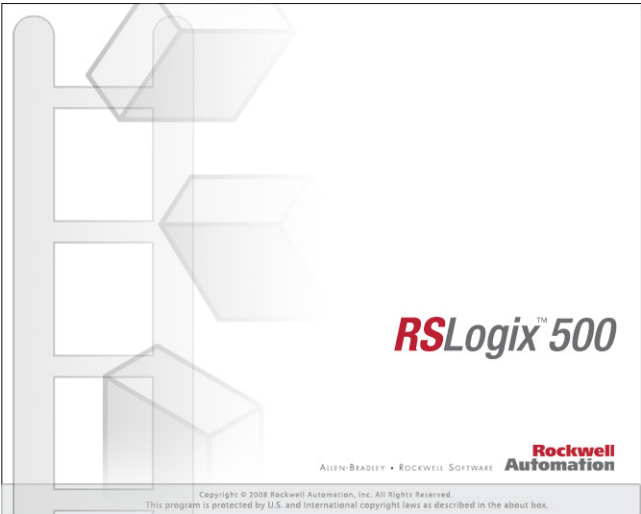 RSLogix™ 500
ALLEN-BRADLEY • ROCKWELL SOFTWARE
Rockwell
Automation
Copyright © 2008 Rockwell Automation, Inc. All Rights Reserved.
This program is protected by U.S. and international copyright laws as described in the about box.